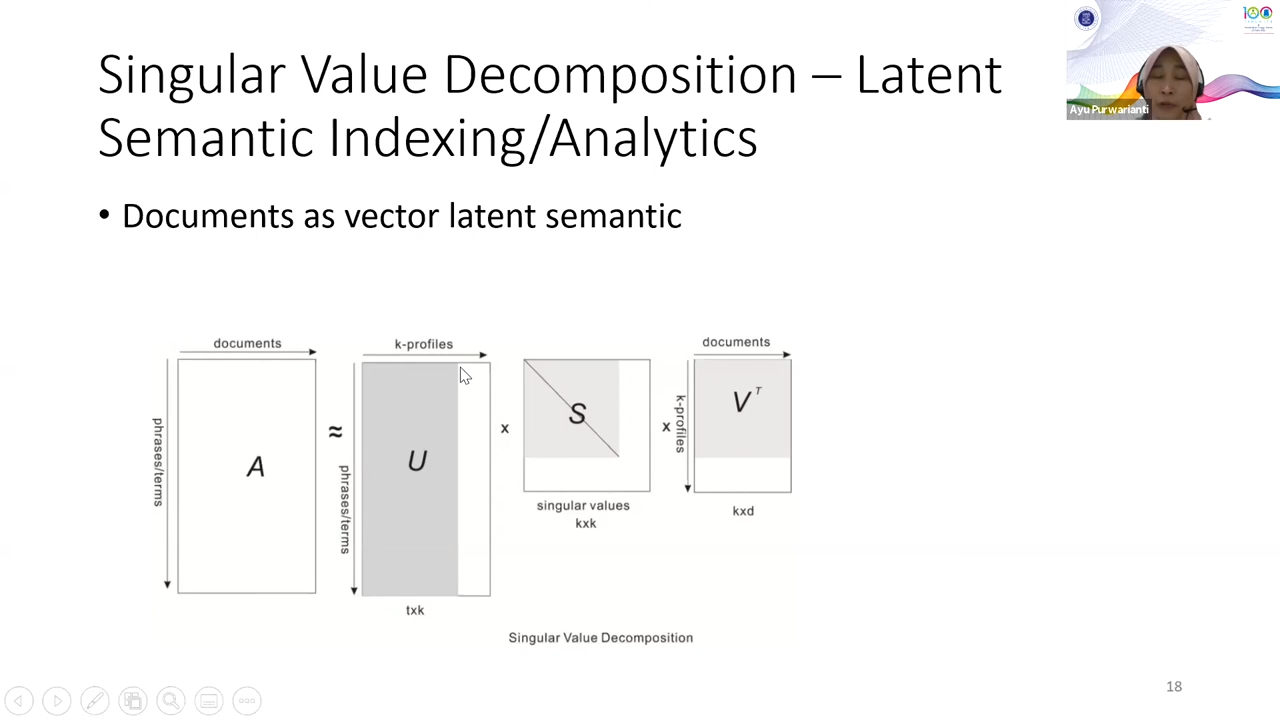 Singular Value Decomposition – Latent
Semantic Indexing/Analytics
Ayu Purwarianti
100
• Documents as vector latent semantic
documents
k-profiles
documents
phrases/terms
A
≈
phrases/terms
U
x
S
x
k-profiles
V T
singular values
kxk
kxd
txk
Singular Value Decomposition
18